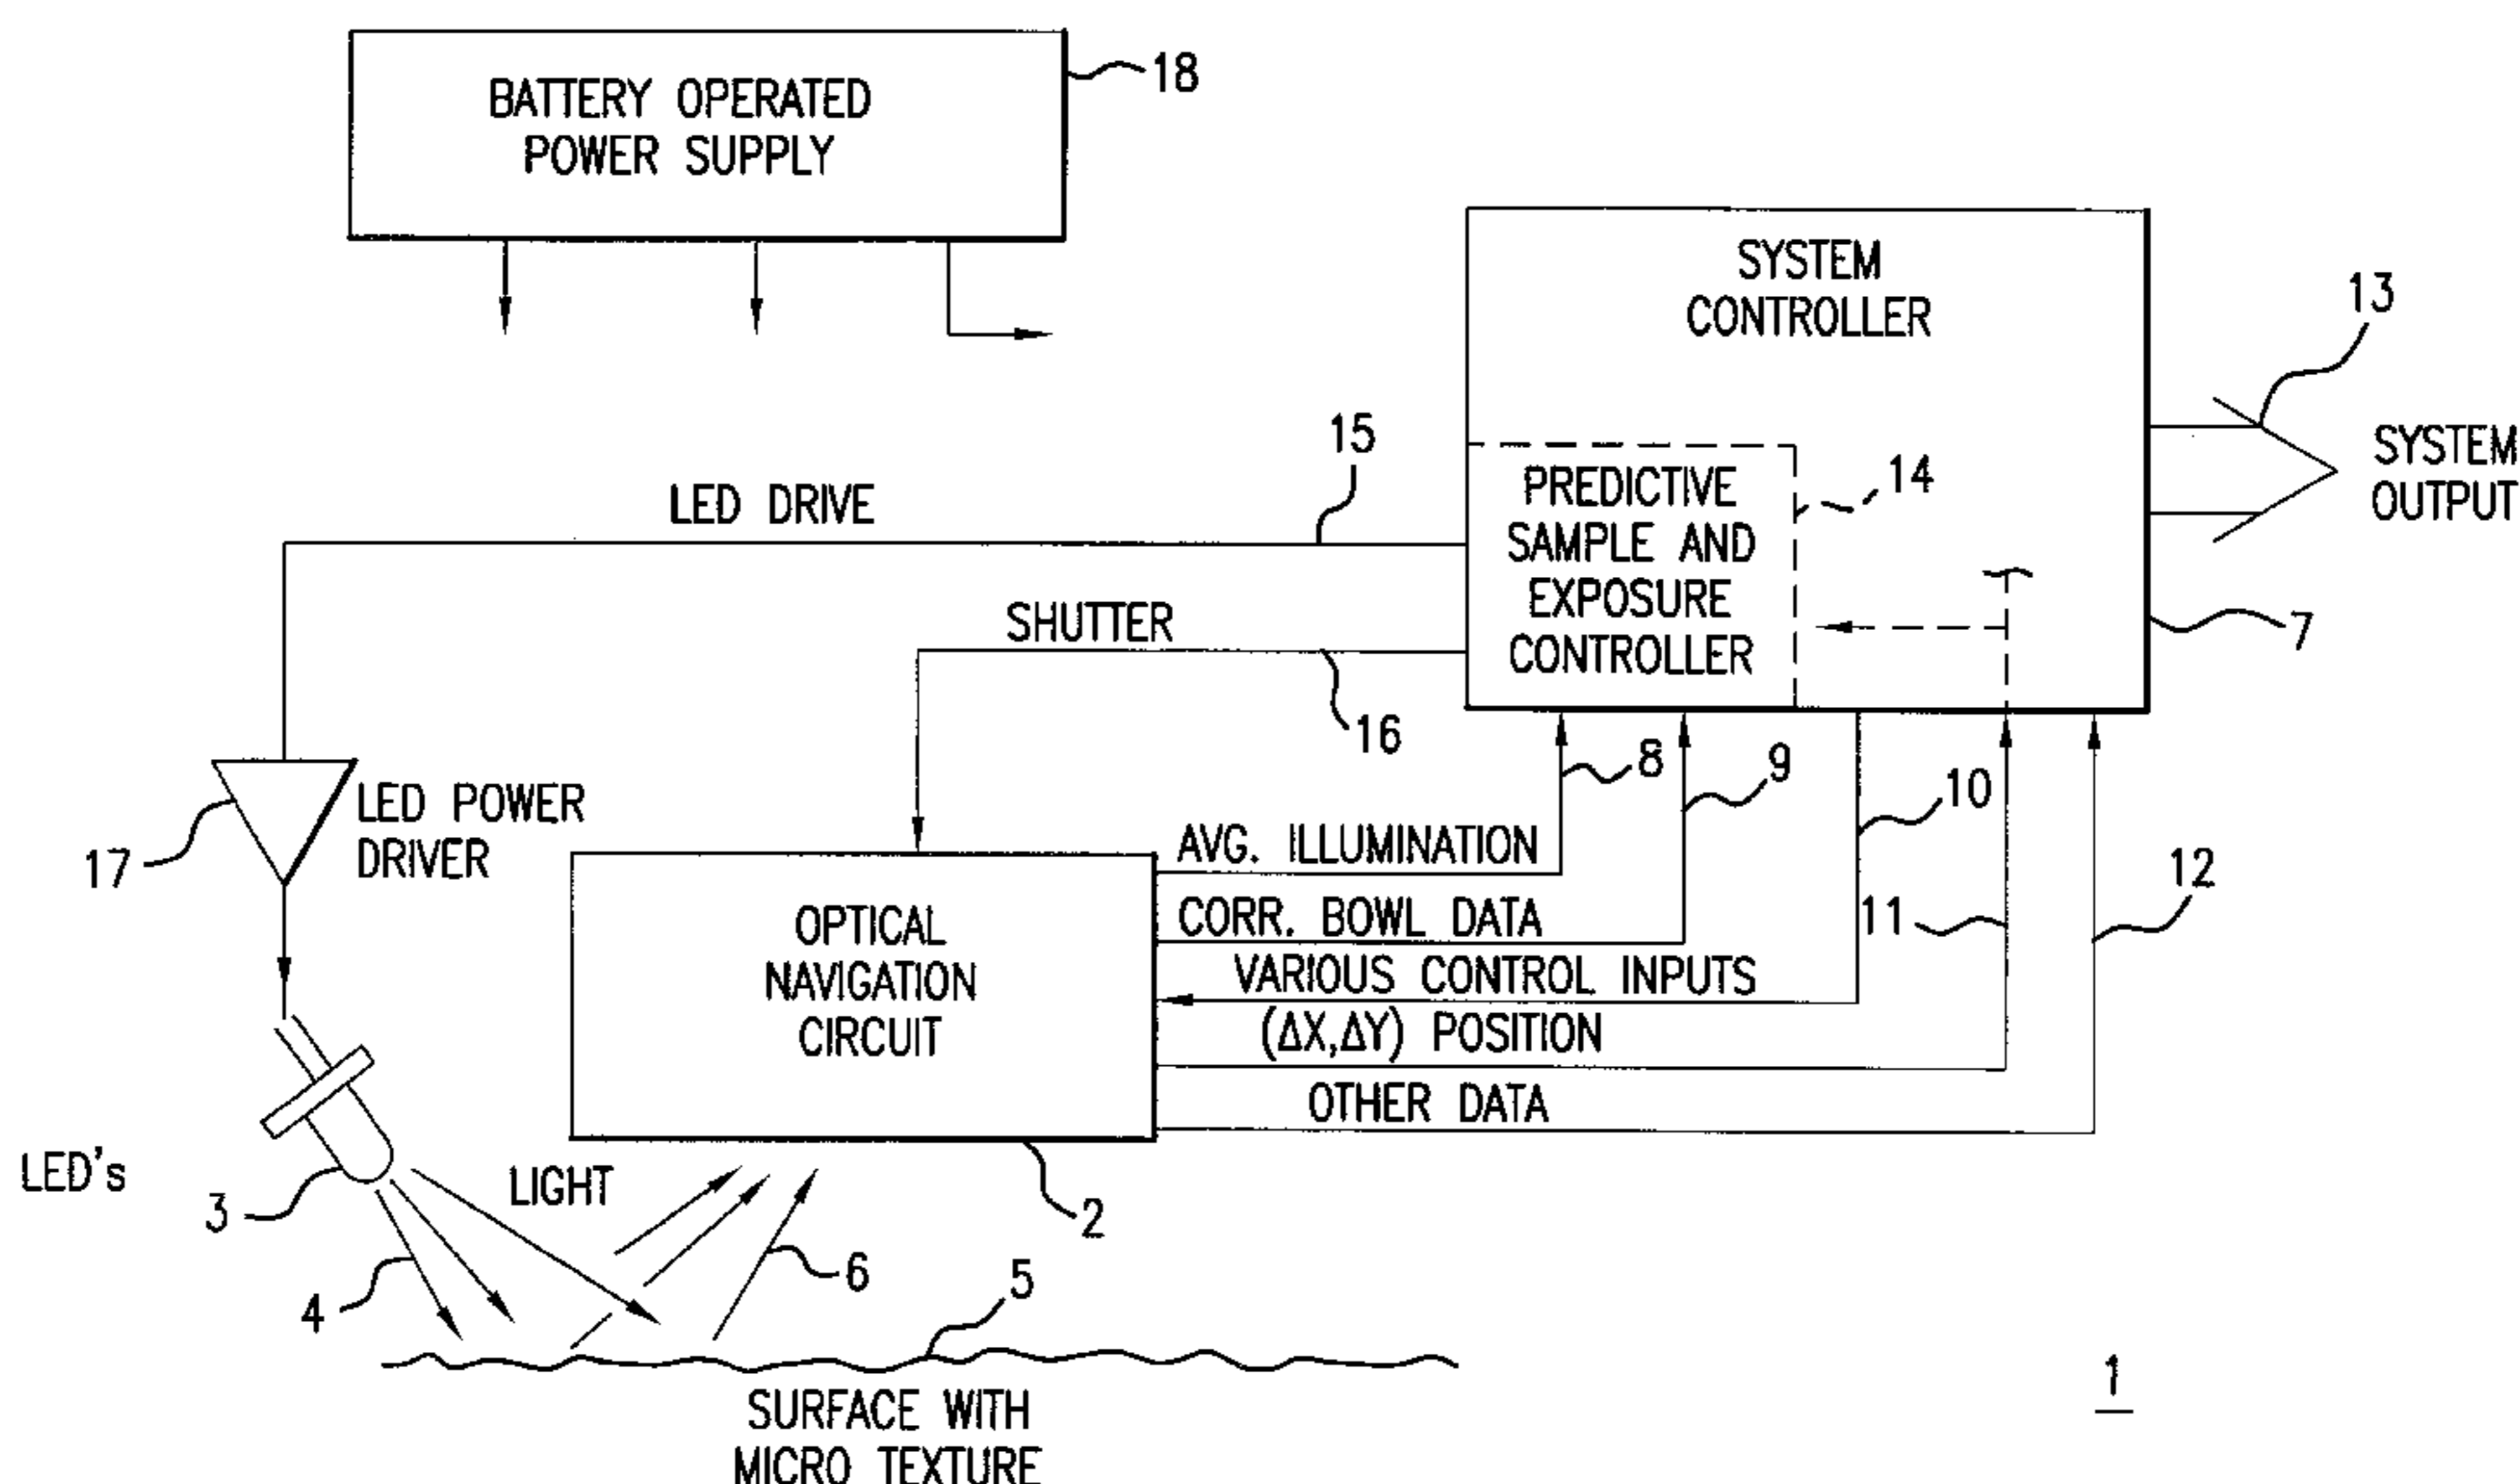 BATTERY OPERATED
POWER SUPPLY
18
SYSTEM
CONTROLLER
13
SYSTEM
OUTPUT
15
LED DRIVE
PREDICTIVE
SAMPLE AND
EXPOSURE
CONTROLLER
14
SHUTTER
7
16
8
9
10
LED POWER
DRIVER
17
AVG. ILLUMINATION
CORR. BOWL DATA
11
12
OPTICAL
NAVIGATION
CIRCUIT
VARIOUS CONTROL INPUTS
(ΔX,ΔY) POSITION
OTHER DATA
LED's
3
LIGHT
2
4
6
5
SURFACE WITH
MICRO TEXTURE
1